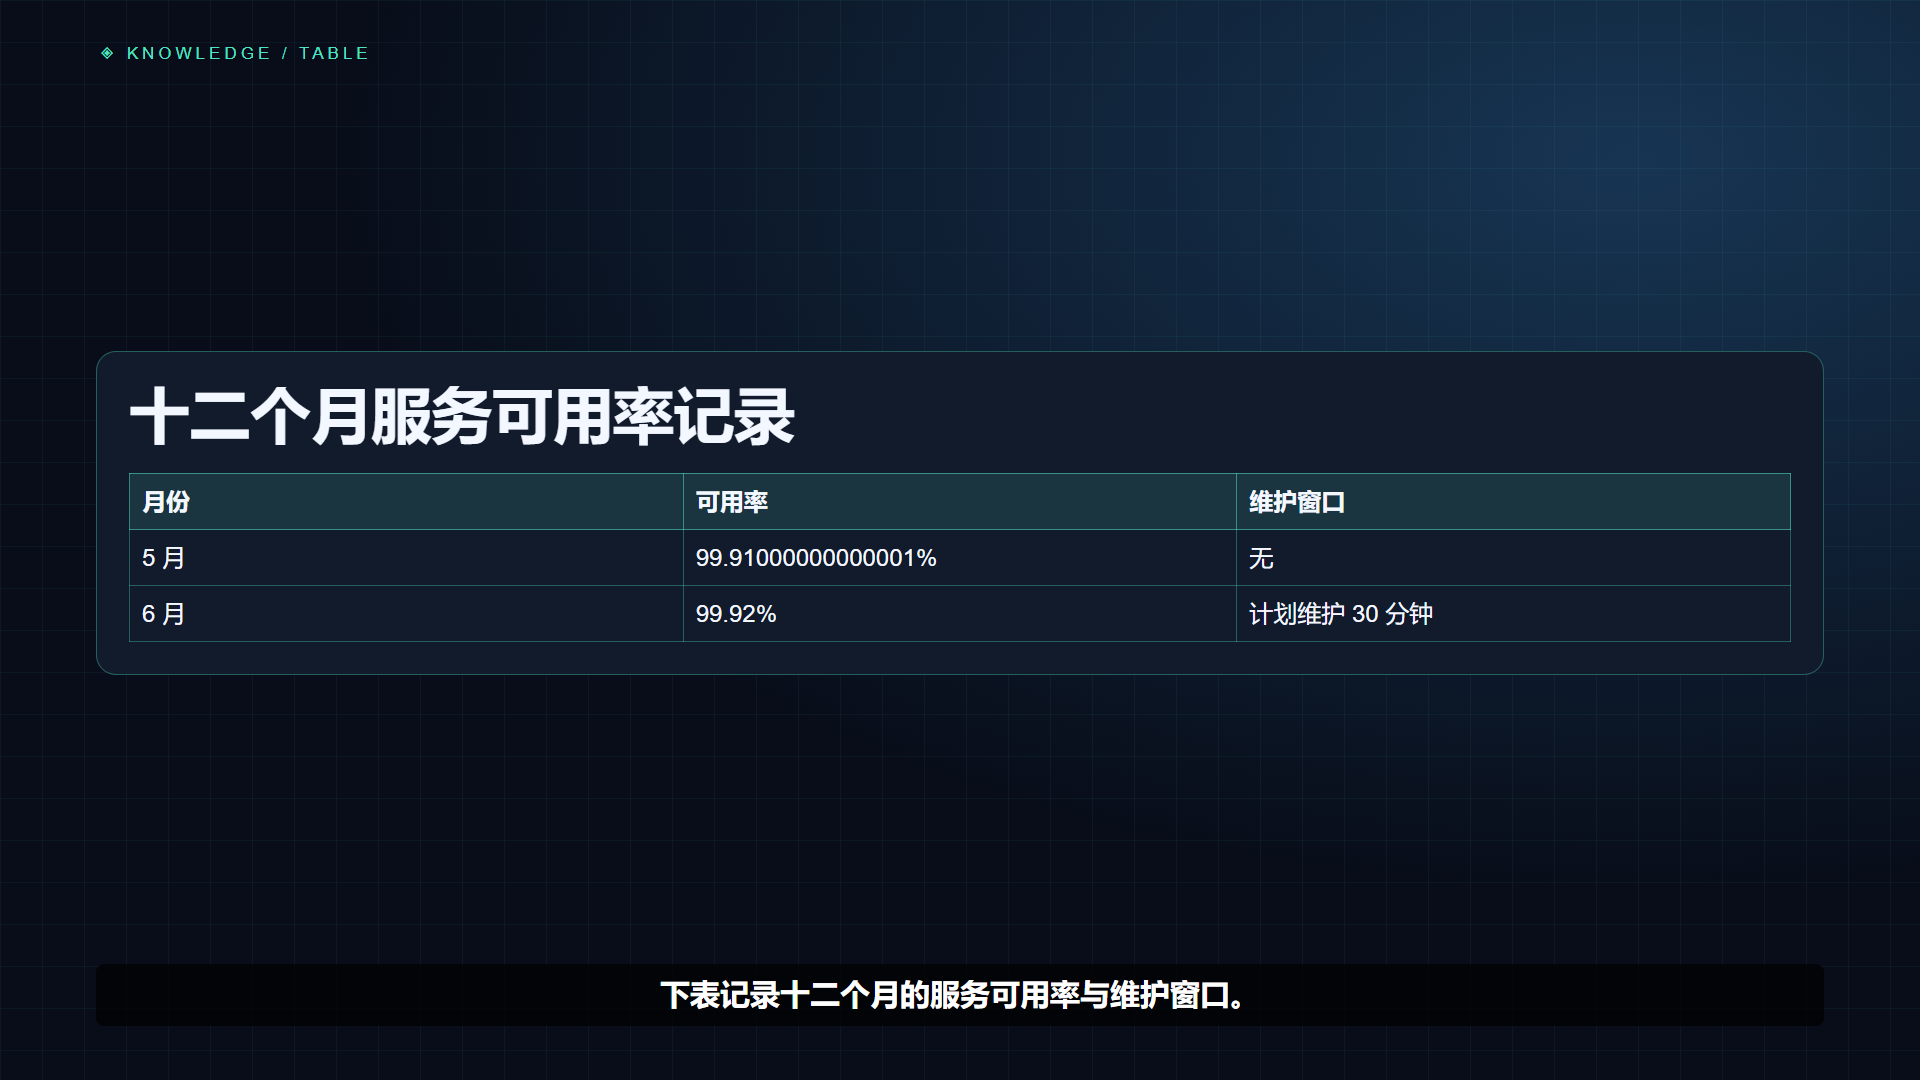 ◈ KNOWLEDGE / TABLE
十二个月服务可用率记录
月份 可用率 维护窗口
5 月 99.91000000000001% 无
6 月 99.92% 计划维护 30 分钟
下表记录十二个月的服务可用率与维护窗口。